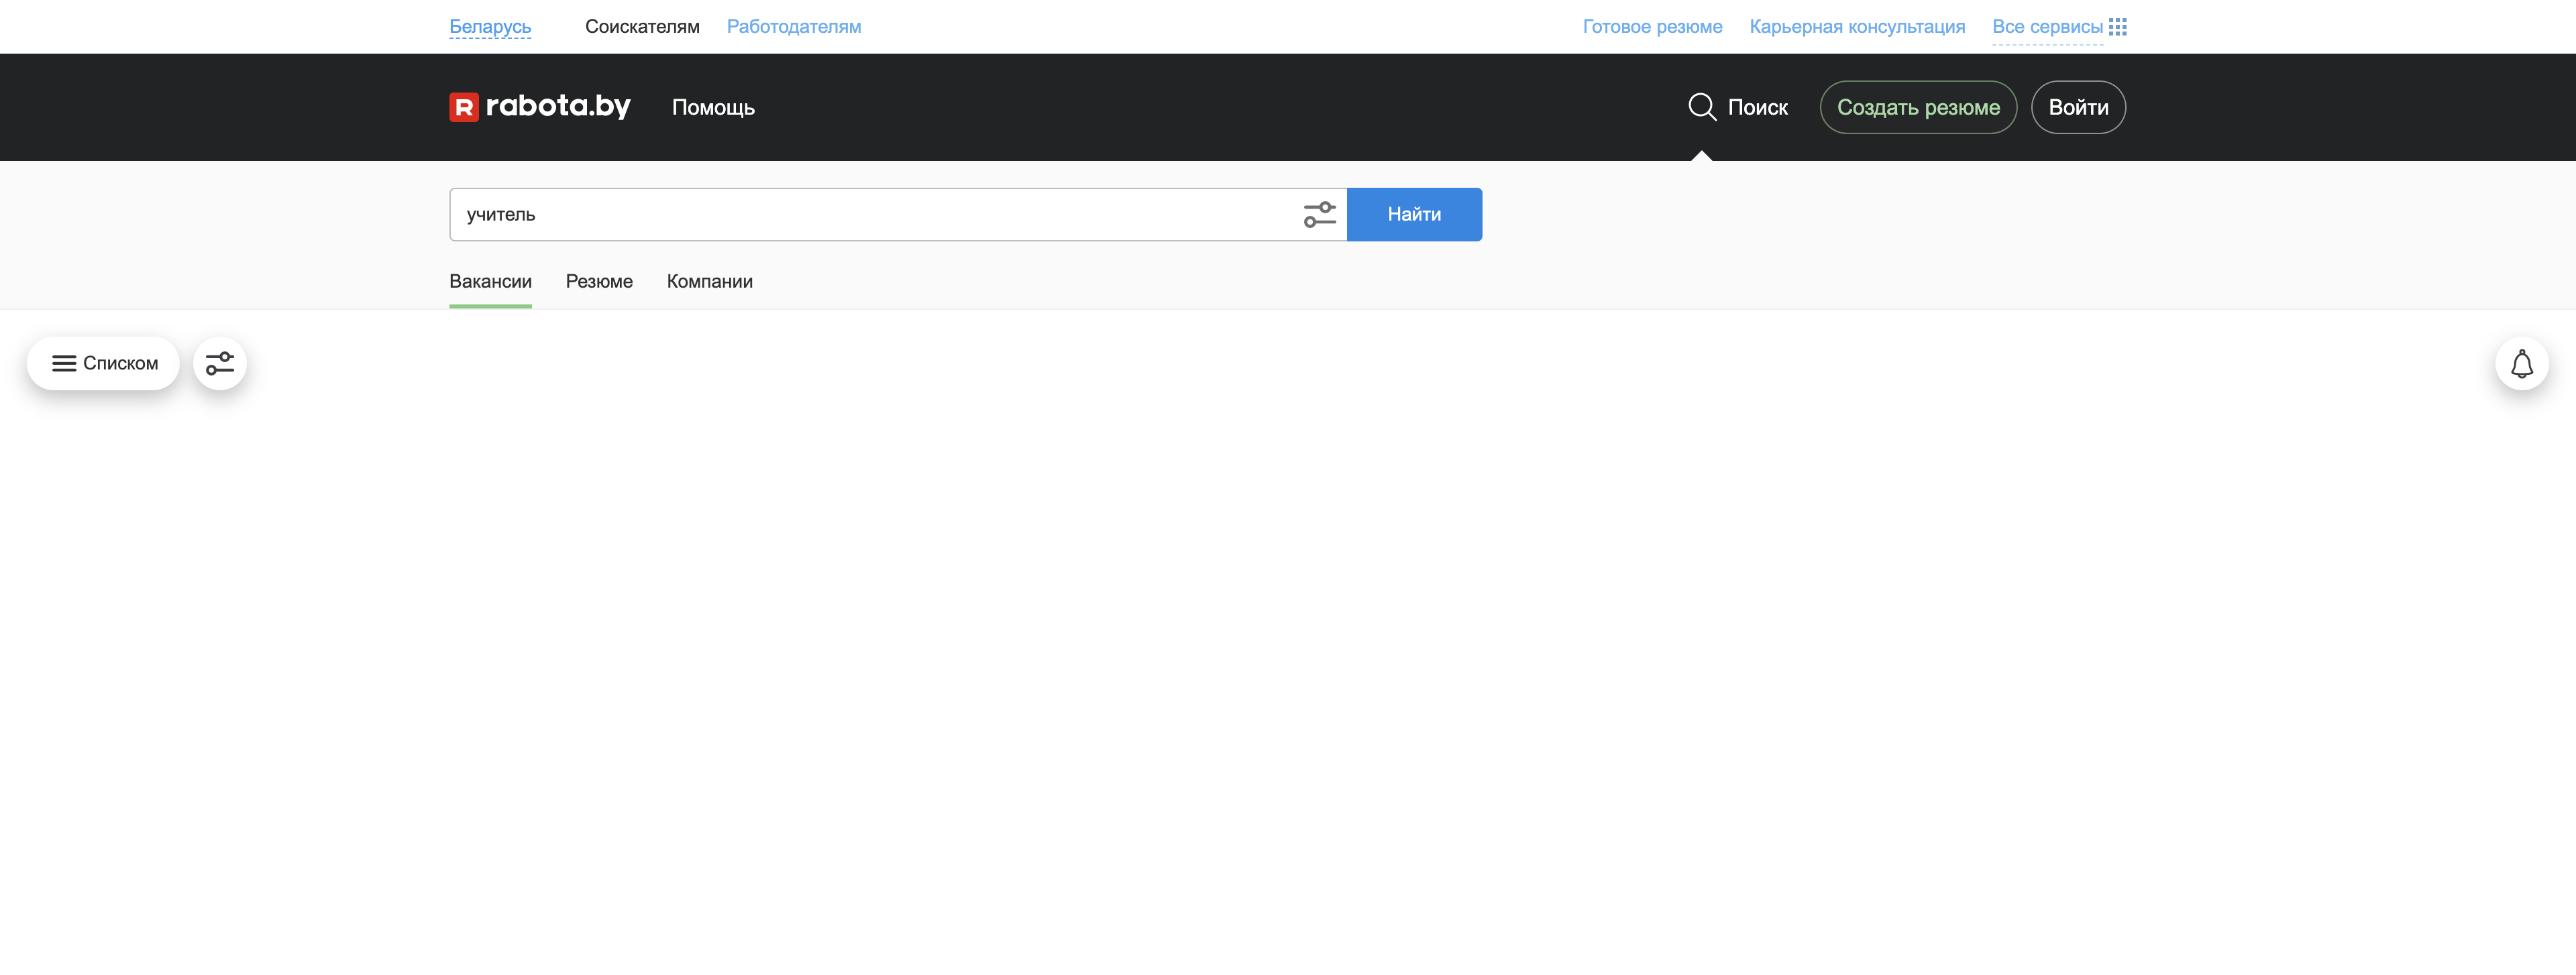 Беларусь Соискателям Работодателям Готовое резюме Карьерная консультация Все сервисы
R rabota.by Помощь Поиск Создать резюме Войти
учитель Найти
Вакансии Резюме Компании
Списком